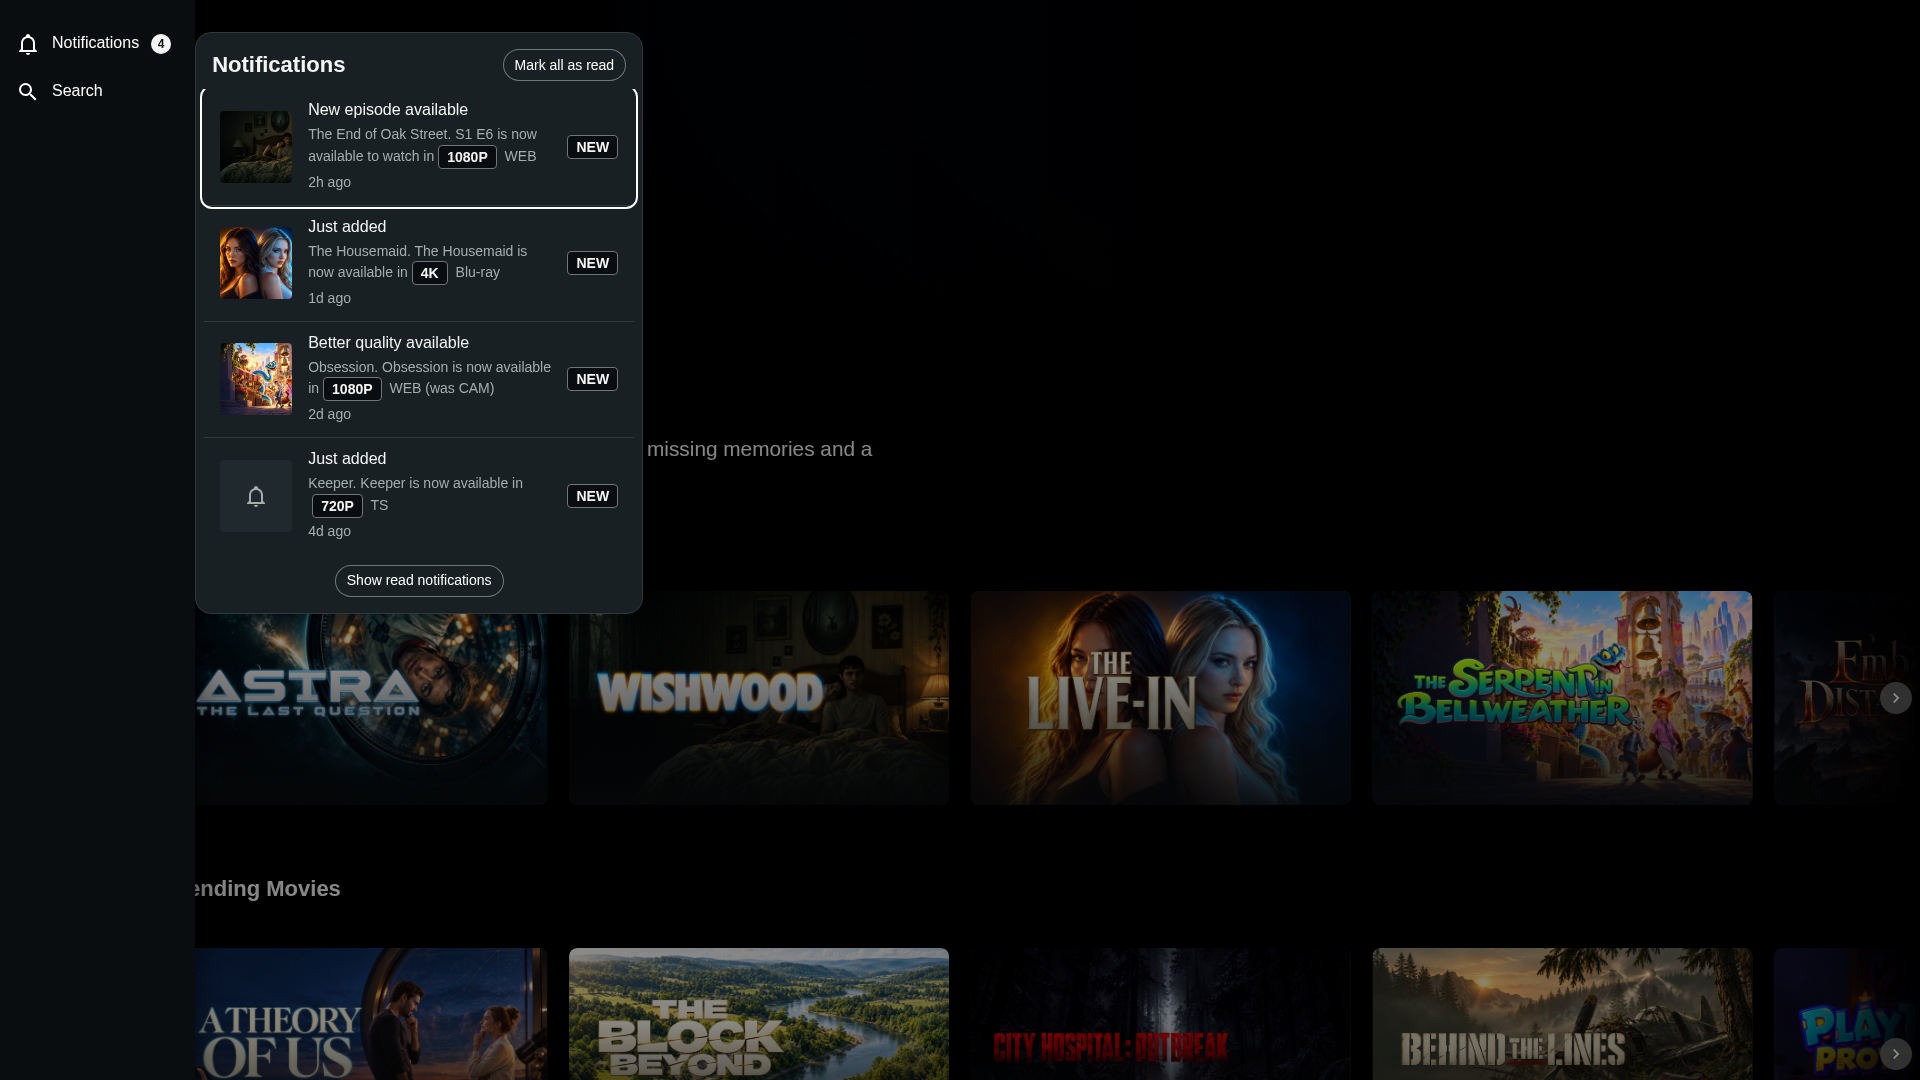 Notifications 4
Search
Notifications
Mark all as read
New episode available
The End of Oak Street. S1 E6 is now
available to watch in 1080P WEB
2h ago
NEW
Just added
The Housemaid. The Housemaid is
now available in 4K Blu-ray
1d ago
NEW
Better quality available
Obsession. Obsession is now available
in 1080P WEB (was CAM)
2d ago
NEW
Just added
Keeper. Keeper is now available in
720P TS
4d ago
NEW
Show read notifications
missing memories and a
ASTRA
THE LAST QUESTION
WISHWOOD
THE
LIVE-IN
THE SERPENT IN
BELLWEATHER
Emb
Dist
ending Movies
A THEORY
OF US
THE
BLOCK
BEYOND
CITY HOSPITAL: OUTBREAK
BEHIND THE LINES
PLAY
PRO